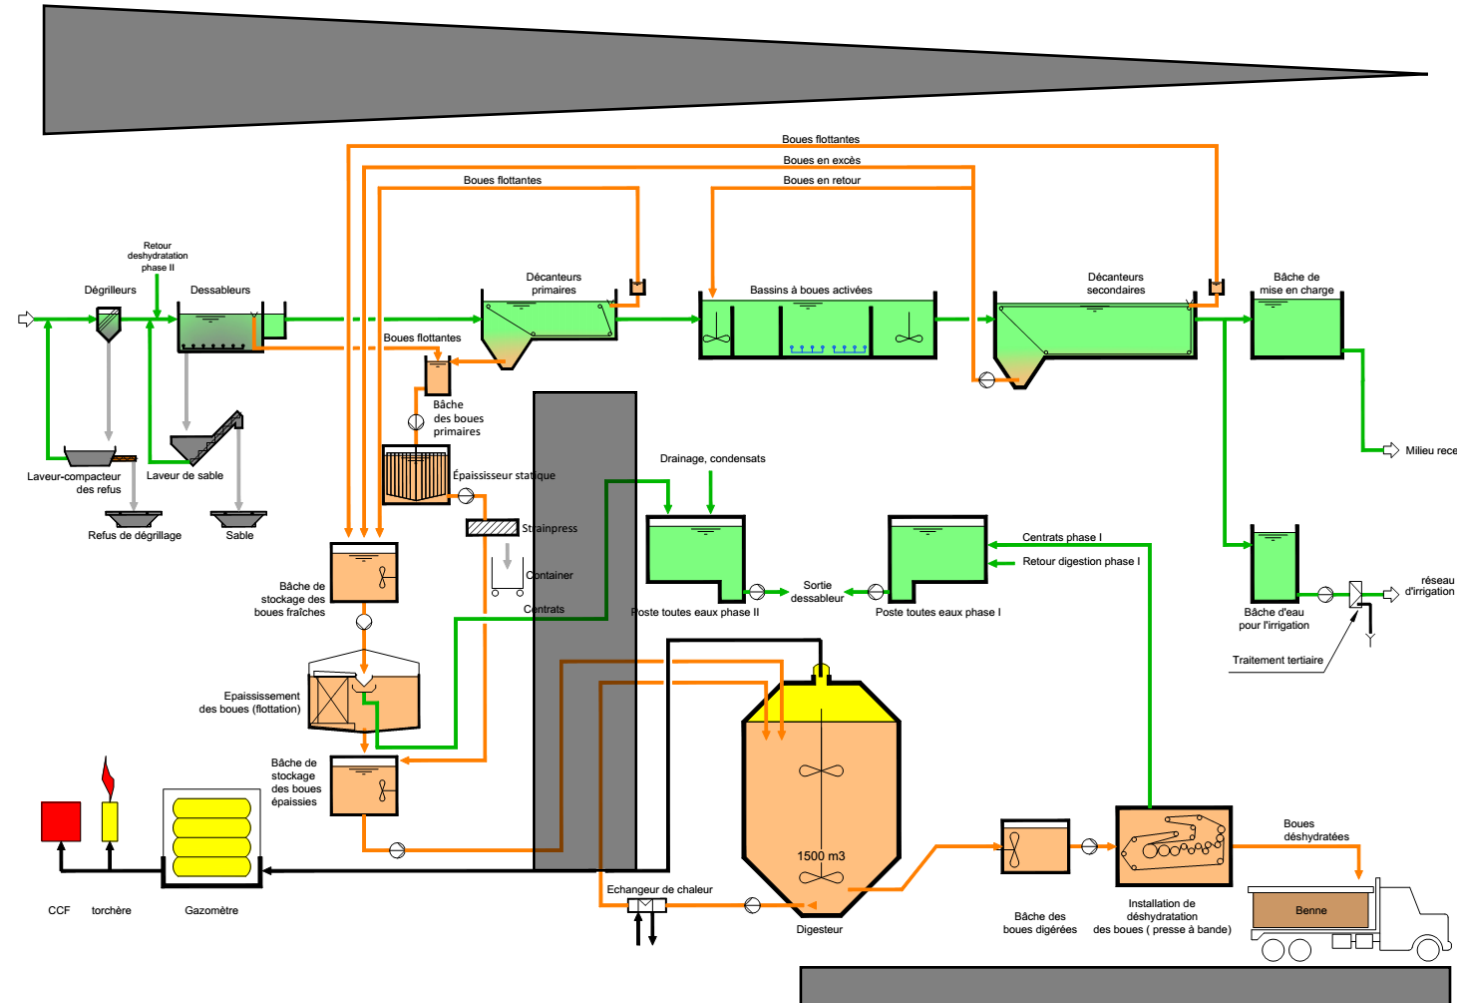 Boues flottantes
Boues en excès
Boues flottantes
Boues en retour
Retour
deshydratation
phase II
Dégrilleurs
Dessableurs
Décanteurs
primaires
Bassins à boues activées
Décanteurs
secondaires
Bâche de
mise en charge
Boues flottantes
Bâche
des boues
primaires
Milieu rece
Laveur-compacteur
des refus
Laveur de sable
Refus de dégrillage
Sable
Épaississeur statique
Strainpress
Container
Drainage, condensats
Centrats phase I
Retour digestion phase I
Bâche de
stockage des
boues fraîches
Centrats
Poste toutes eaux phase II
Sortie
dessableur
Poste toutes eaux phase I
réseau
d'irrigation
Bâche d'eau
pour l'irrigation
Traitement tertiaire
Epaississement
des boues (flottation)
Bâche de
stockage
des boues
épaissies
1500 m3
Boues
déshydratées
CCF
torchère
Gazomètre
Echangeur de chaleur
Digesteur
Bâche des
boues digérées
Installation de
déshydratation
des boues ( presse à bande)
Benne